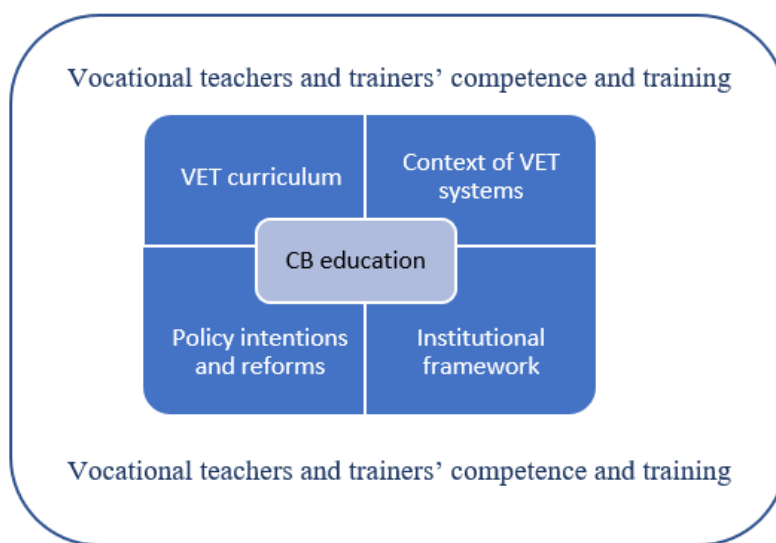 Vocational teachers and trainers’ competence and training
VET curriculum
Context of VET
systems
CB education
Policy intentions
and reforms
Institutional
framework
Vocational teachers and trainers’ competence and training